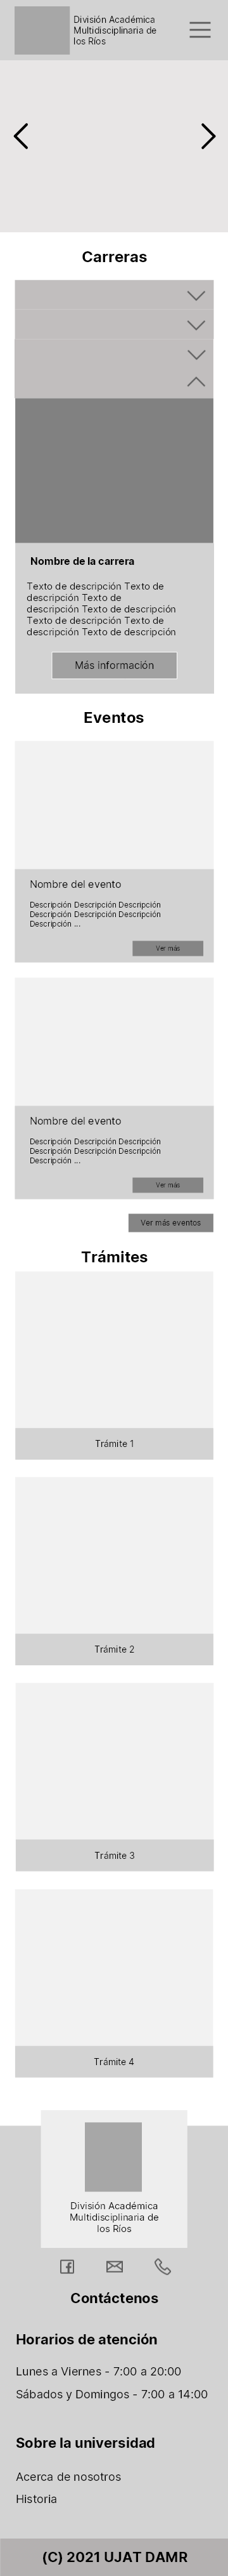 División Académica
Multidisciplinaria de
los Ríos
Carreras
Nombre de la carrera
Texto de descripción Texto de
descripción Texto de
descripción Texto de descripción
Texto de descripción Texto de
descripción Texto de descripción
Más información
Eventos
Nombre del evento
Descripción Descripción Descripción
Descripción Descripción Descripción
Descripción ...
Ver más
Nombre del evento
Descripción Descripción Descripción
Descripción Descripción Descripción
Descripción ...
Ver más
Ver más eventos
Trámites
Trámite 1
Trámite 2
Trámite 3
Trámite 4
División Académica
Multidisciplinaria de
los Ríos
Contáctenos
Horarios de atención
Lunes a Viernes - 7:00 a 20:00
Sábados y Domingos - 7:00 a 14:00
Sobre la universidad
Acerca de nosotros
Historia
(C) 2021 UJAT DAMR